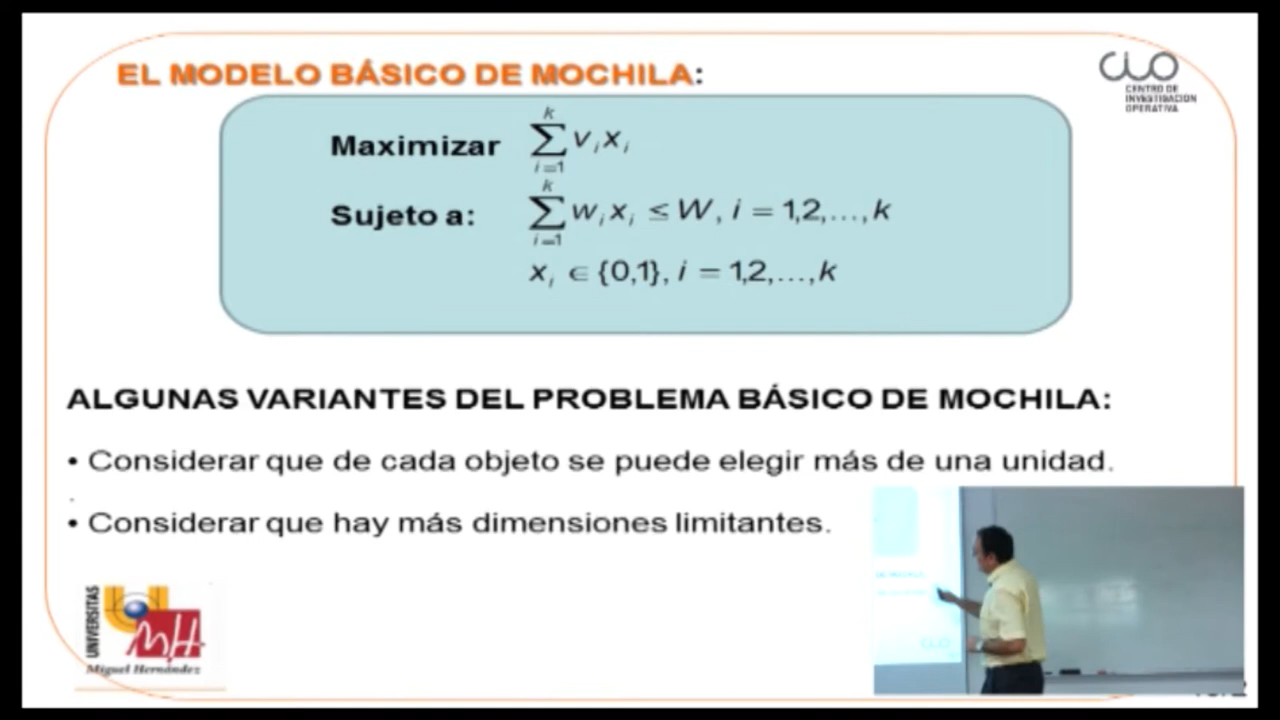 EL MODELO BÁSICO DE MOCHILA:
CIO
CENTRO DE
INVESTIGACION
OPERATIVA
Maximizar \sum_{i=1}^{k} v_i x_i
Sujeto a: \sum_{i=1}^{k} w_i x_i ≤ W, i = 1,2,...,k
x_i ∈ {0,1}, i = 1,2,...,k
ALGUNAS VARIANTES DEL PROBLEMA BÁSICO DE MOCHILA:
• Considerar que de cada objeto se puede elegir más de una unidad.
.
• Considerar que hay más dimensiones limitantes.
UNIVERSITAS
Miguel Hernández